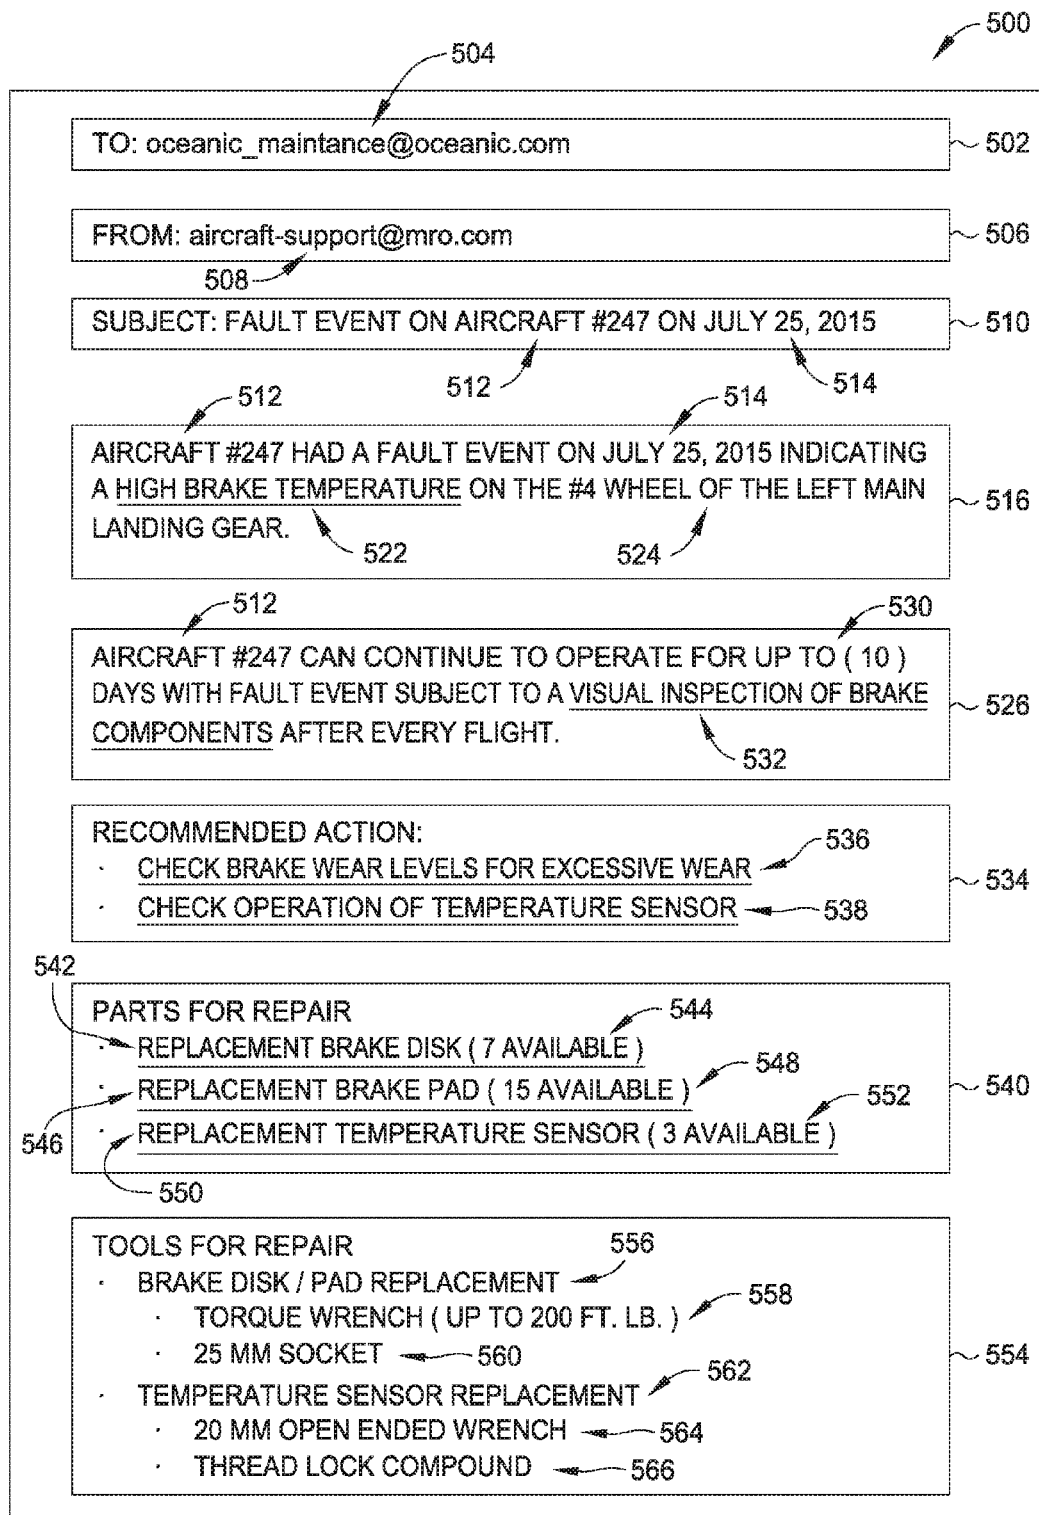 500
504
TO: oceanic_maintance@oceanic.com
502
FROM: aircraft-support@mro.com
506
508
SUBJECT: FAULT EVENT ON AIRCRAFT #247 ON JULY 25, 2015
510
512
514
512
514
AIRCRAFT #247 HAD A FAULT EVENT ON JULY 25, 2015 INDICATING
A HIGH BRAKE TEMPERATURE ON THE #4 WHEEL OF THE LEFT MAIN
LANDING GEAR.
516
522
524
512
530
AIRCRAFT #247 CAN CONTINUE TO OPERATE FOR UP TO ( 10 )
DAYS WITH FAULT EVENT SUBJECT TO A VISUAL INSPECTION OF BRAKE
COMPONENTS AFTER EVERY FLIGHT.
526
532
RECOMMENDED ACTION:
· CHECK BRAKE WEAR LEVELS FOR EXCESSIVE WEAR
536
· CHECK OPERATION OF TEMPERATURE SENSOR
538
534
542
PARTS FOR REPAIR
544
· REPLACEMENT BRAKE DISK ( 7 AVAILABLE )
· REPLACEMENT BRAKE PAD ( 15 AVAILABLE )
548
540
546
552
· REPLACEMENT TEMPERATURE SENSOR ( 3 AVAILABLE )
550
TOOLS FOR REPAIR
556
· BRAKE DISK / PAD REPLACEMENT
· TORQUE WRENCH ( UP TO 200 FT. LB. )
558
· 25 MM SOCKET
560
554
562
· TEMPERATURE SENSOR REPLACEMENT
· 20 MM OPEN ENDED WRENCH
564
· THREAD LOCK COMPOUND
566